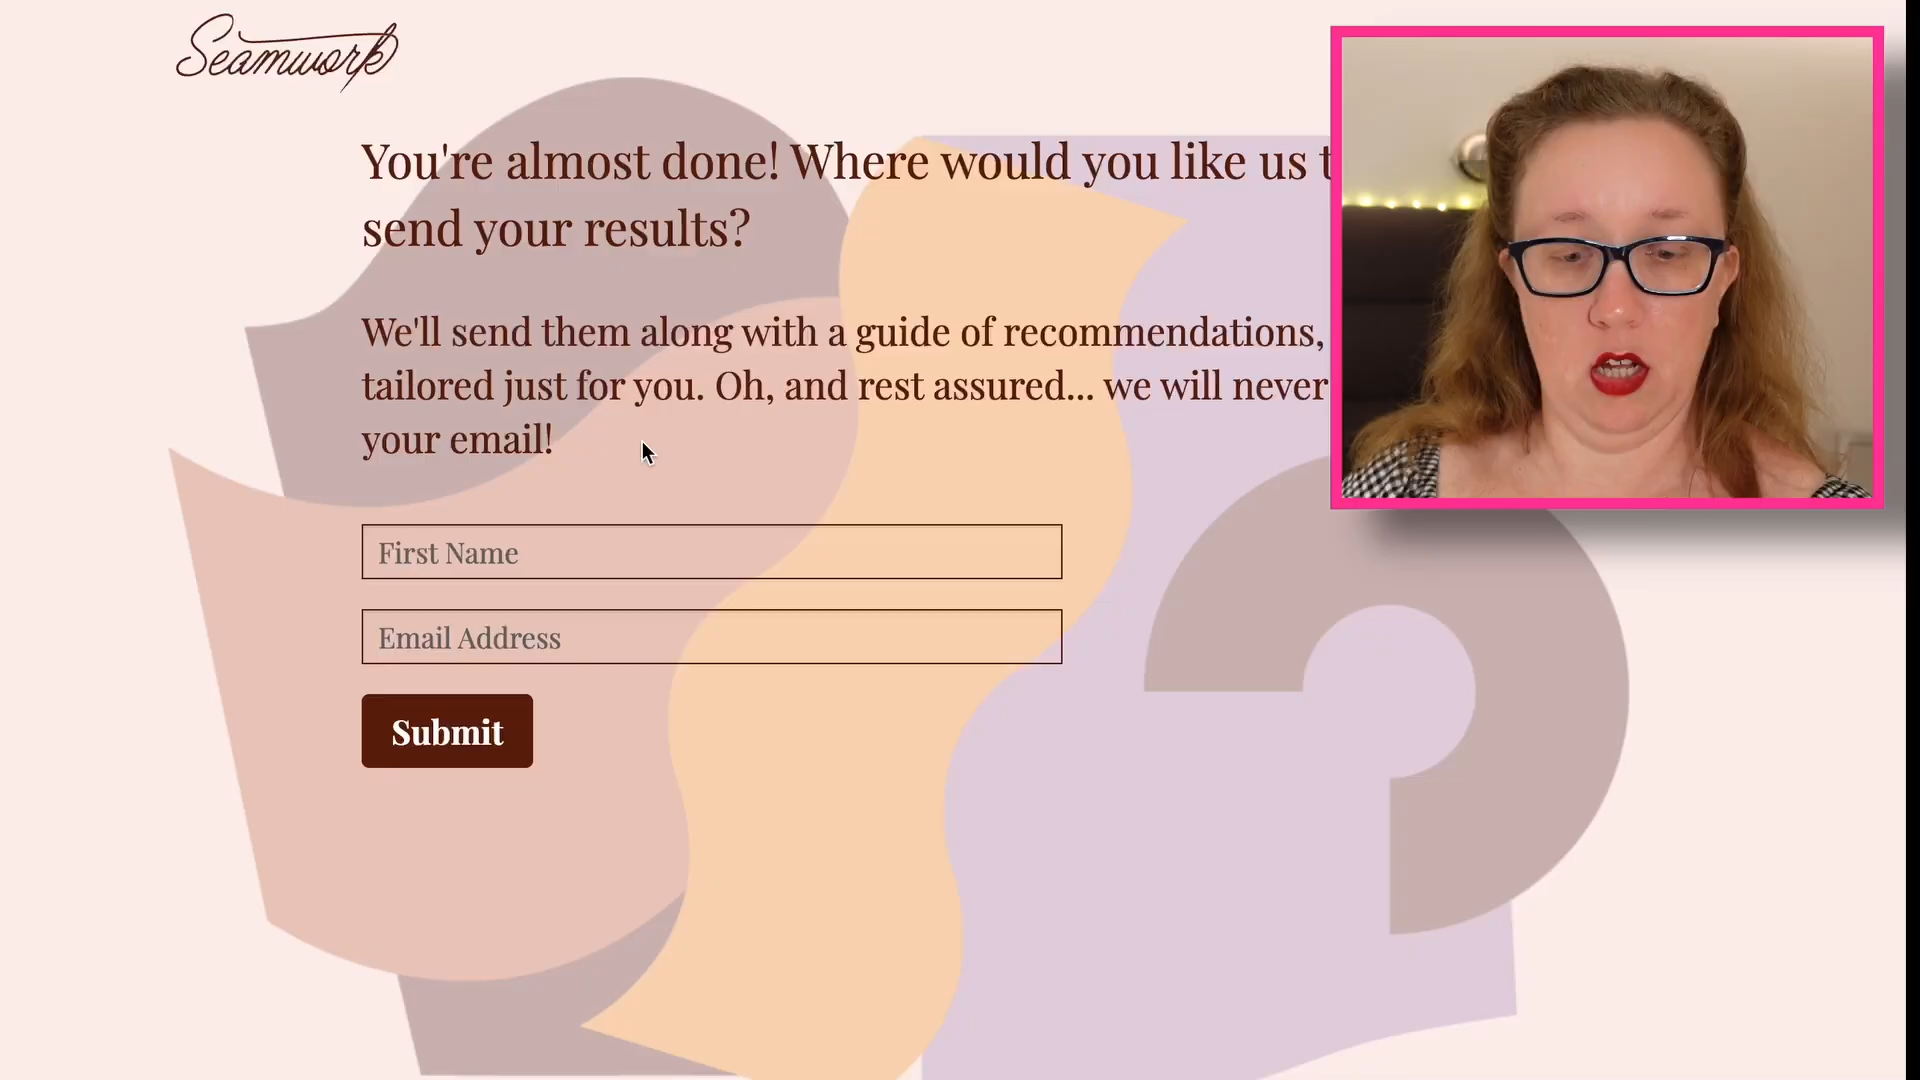 Seamwork
You're almost done! Where would you like us
send your results?
We'll send them along with a guide of recommendations,
tailored just for you. Oh, and rest assured... we will never
your email!
First Name
Email Address
Submit